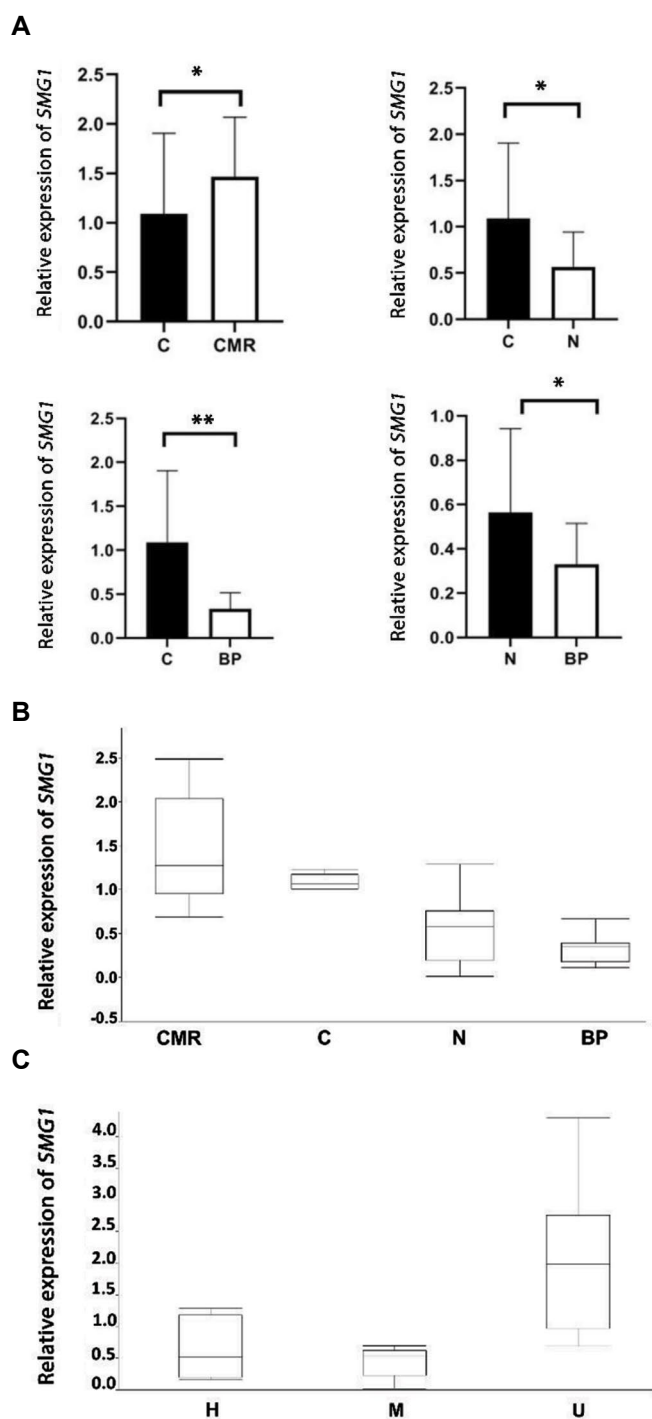 A
Relative expression of SMG1
2.5
2.0
1.5
1.0
0.5
0.0
*
C CMR
Relative expression of SMG1
2.5
2.0
1.5
1.0
0.5
0.0
*
C N
Relative expression of SMG1
2.5
2.0
1.5
1.0
0.5
0.0
**
C BP
Relative expression of SMG1
1.0
0.8
0.6
0.4
0.2
0.0
*
N BP
B
Relative expression of SMG1
2.5
2.0
1.5
1.0
0.5
0.0
-0.5
CMR C N BP
C
Relative expression of SMG1
4.0
3.5
3.0
2.5
2.0
1.5
1.0
0.5
0.0
H M U